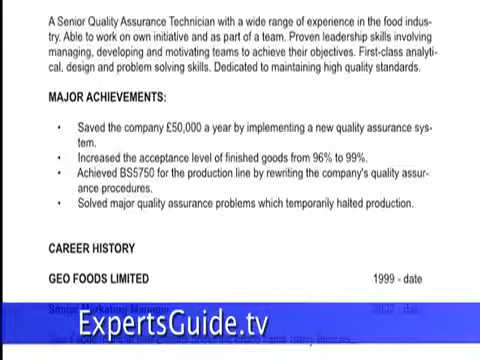 A Senior Quality Assurance Technician with a wide range of experience in the food indus-
try. Able to work on own initiative and as part of a team. Proven leadership skills involving
managing, developing and motivating teams to achieve their objectives. First-class analyti-
cal, design and problem solving skills. Dedicated to maintaining high quality standards.
MAJOR ACHIEVEMENTS:
• Saved the company £50,000 a year by implementing a new quality assurance sys-
tem.
• Increased the acceptance level of finished goods from 96% to 99%.
• Achieved BS5750 for the production line by rewriting the company's quality assur-
ance procedures.
• Solved major quality assurance problems which temporarily halted production.
CAREER HISTORY
GEO FOODS LIMITED 1999 - date
ExpertsGuide.tv